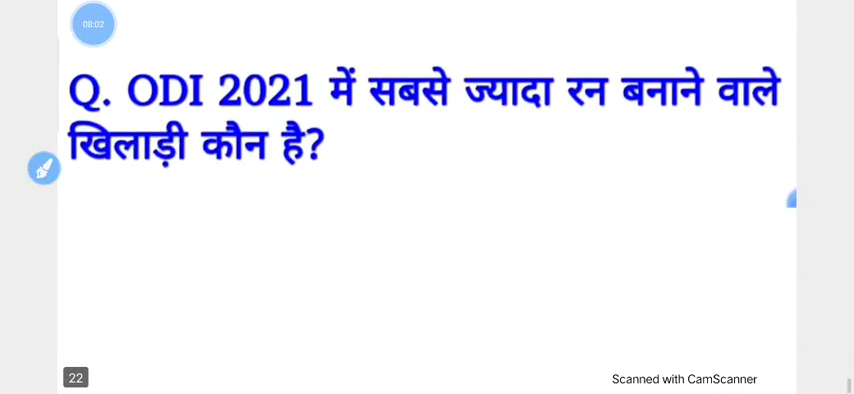 08:02
Q. ODI 2021 में सबसे ज्यादा रन बनाने वाले
खिलाड़ी कौन है?
22
Scanned with CamScanner